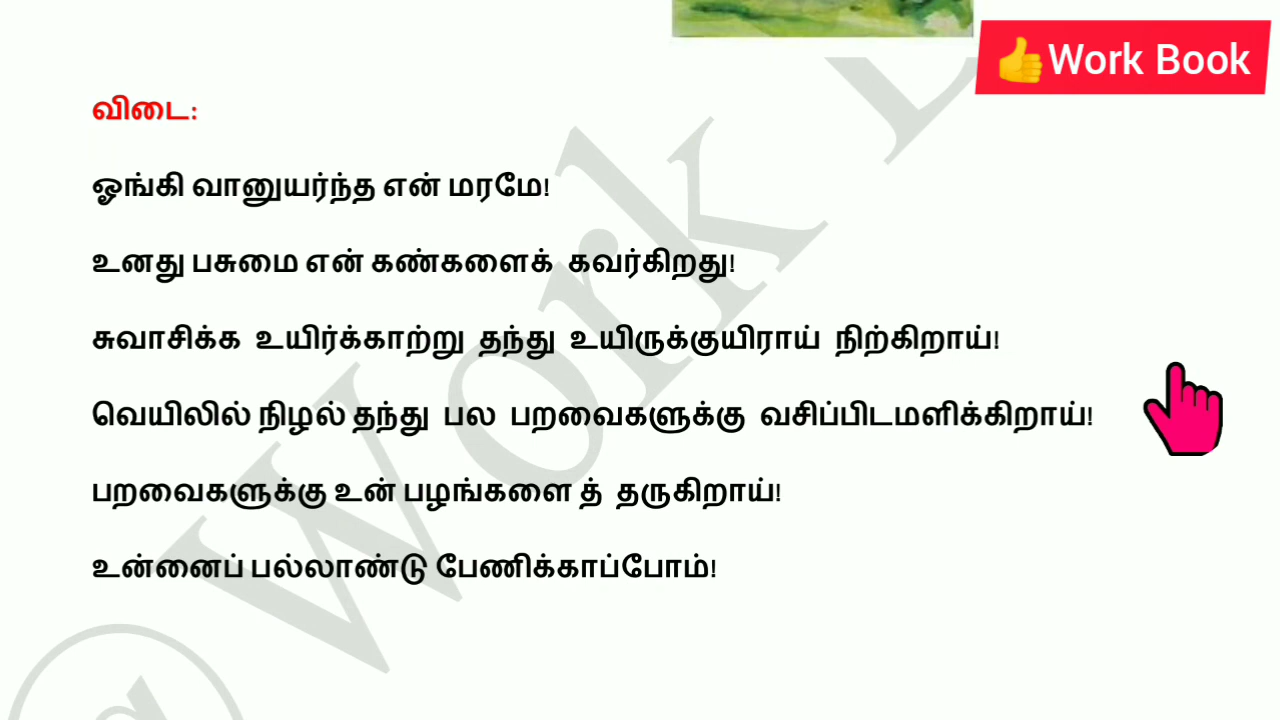 👍Work Book
விடை:
ஓங்கி வானுயர்ந்த என் மரமே!
உனது பசுமை என் கண்களைக் கவர்கிறது!
சுவாசிக்க உயிர்க்காற்று தந்து உயிருக்குயிராய் நிற்கிறாய்!
வெயிலில் நிழல் தந்து பல பறவைகளுக்கு வசிப்பிடமளிக்கிறாய்!
பறவைகளுக்கு உன் பழங்களை த் தருகிறாய்!
உன்னைப் பல்லாண்டு பேணிக்காப்போம்!
@Work